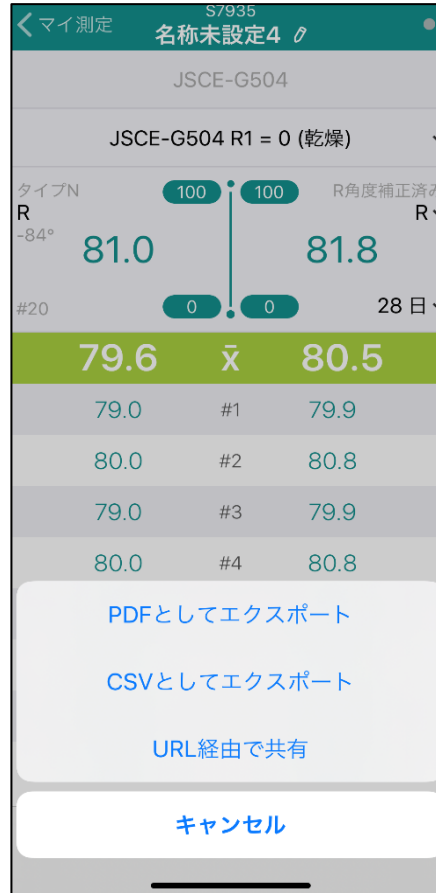 S7935
マイ測定
名称未設定4
JSCE-G504
JSCE-G504 R1 = 0 (乾燥)
タイプN 100 100 R角度補正済み
R R
-84°
81.0 81.8
#20 0 0 28 日
79.6 x̄ 80.5
79.0 #1 79.9
80.0 #2 80.8
79.0 #3 79.9
80.0 #4 80.8
PDFとしてエクスポート
CSVとしてエクスポート
URL経由で共有
キャンセル